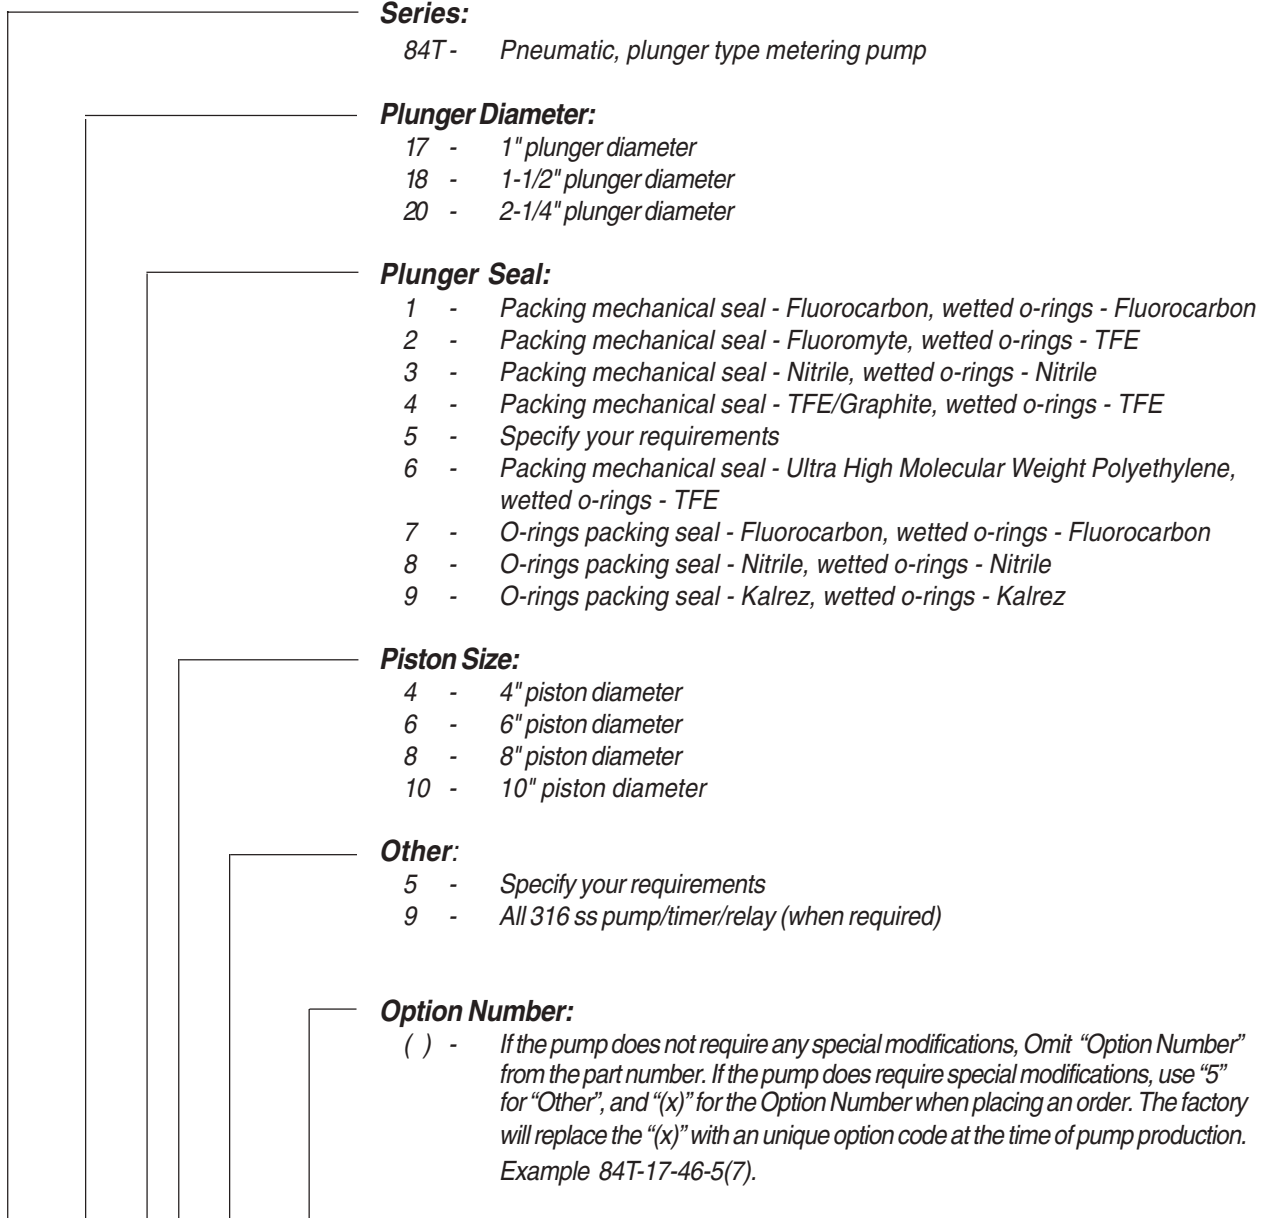 Series:
84T - Pneumatic, plunger type metering pump
Plunger Diameter:
17 - 1" plunger diameter
18 - 1-1/2" plunger diameter
20 - 2-1/4" plunger diameter
Plunger Seal:
1 - Packing mechanical seal - Fluorocarbon, wetted o-rings - Fluorocarbon
2 - Packing mechanical seal - Fluoromyte, wetted o-rings - TFE
3 - Packing mechanical seal - Nitrile, wetted o-rings - Nitrile
4 - Packing mechanical seal - TFE/Graphite, wetted o-rings - TFE
5 - Specify your requirements
6 - Packing mechanical seal - Ultra High Molecular Weight Polyethylene,
wetted o-rings - TFE
7 - O-rings packing seal - Fluorocarbon, wetted o-rings - Fluorocarbon
8 - O-rings packing seal - Nitrile, wetted o-rings - Nitrile
9 - O-rings packing seal - Kalrez, wetted o-rings - Kalrez
Piston Size:
4 - 4" piston diameter
6 - 6" piston diameter
8 - 8" piston diameter
10 - 10" piston diameter
Other:
5 - Specify your requirements
9 - All 316 ss pump/timer/relay (when required)
Option Number:
( ) - If the pump does not require any special modifications, Omit “Option Number”
from the part number. If the pump does require special modifications, use “5”
for “Other”, and “(x)” for the Option Number when placing an order. The factory
will replace the “(x)” with an unique option code at the time of pump production.
Example 84T-17-46-5(7).